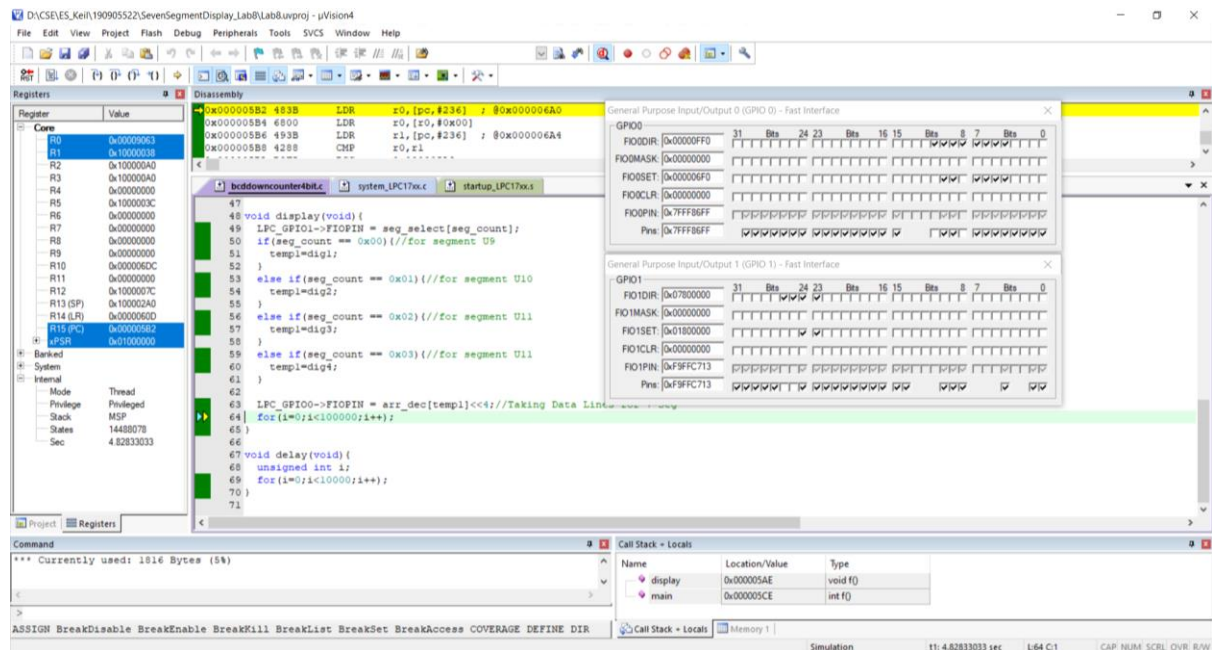 D:\CSE\ES_Keil\190905522\SevenSegmentDisplay_Lab8\Lab8.uvproj - µVision4
File Edit View Project Flash Debug Peripherals Tools SVCS Window Help
Registers
Register Value
Core
R0 0x00009063
R1 0x10000038
R2 0x100000A0
R3 0x100000A0
R4 0x00000000
R5 0x1000003C
R6 0x00000000
R7 0x00000000
R8 0x00000000
R9 0x00000000
R10 0x000006DC
R11 0x00000000
R12 0x1000007C
R13 (SP) 0x100002A0
R14 (LR) 0x0000060D
R15 (PC) 0x000005B2
xPSR 0x01000000
Banked
System
Internal
Mode Thread
Privilege Privileged
Stack MSP
States 14488078
Sec 4.82833033
Project Registers
Disassembly
0x000005B2 483B LDR r0,[pc,#236] ; @0x000006A0
0x000005B4 6800 LDR r0,[r0,#0x00]
0x000005B6 493B LDR r1,[pc,#236] ; @0x000006A4
0x000005B8 4288 CMP r0,r1
bcddowncounter4bit.c system_LPC17xx.c startup_LPC17xx.s
47
48 void display(void){
49 LPC_GPIO1->FIOPIN = seg_select[seg_count];
50 if(seg_count == 0x00){//for segment U9
51 temp1=dig1;
52 }
53 else if(seg_count == 0x01){//for segment U10
54 temp1=dig2;
55 }
56 else if(seg_count == 0x02){//for segment U11
57 temp1=dig3;
58 }
59 else if(seg_count == 0x03){//for segment U11
60 temp1=dig4;
61 }
62
63 LPC_GPIO0->FIOPIN = arr_dec[temp1]<<4;//Taking Data Lines for 7-Seg
64 for(i=0;i<100000;i++);
65 }
66
67 void delay(void){
68 unsigned int i;
69 for(i=0;i<10000;i++);
70 }
71
General Purpose Input/Output 0 (GPIO 0) - Fast Interface
GPIO0
31 Bits 24 23 Bits 16 15 Bits 8 7 Bits 0
FIO0DIR: 0x00000FF0
FIO0MASK: 0x00000000
FIO0SET: 0x000006F0
FIO0CLR: 0x00000000
FIO0PIN: 0x7FFF86FF
Pins: 0x7FFF86FF
General Purpose Input/Output 1 (GPIO 1) - Fast Interface
GPIO1
31 Bits 24 23 Bits 16 15 Bits 8 7 Bits 0
FIO1DIR: 0x07800000
FIO1MASK: 0x00000000
FIO1SET: 0x01800000
FIO1CLR: 0x00000000
FIO1PIN: 0xF9FFC713
Pins: 0xF9FFC713
Command
*** Currently used: 1816 Bytes (5%)
>
ASSIGN BreakDisable BreakEnable BreakKill BreakList BreakSet BreakAccess COVERAGE DEFINE DIR
Call Stack + Locals
Name Location/Value Type
display 0x000005AE void f()
main 0x000005CE int f()
Call Stack + Locals Memory 1
Simulation t1: 4.82833033 sec L:64 C:1 CAP NUM SCRL OVR R/W